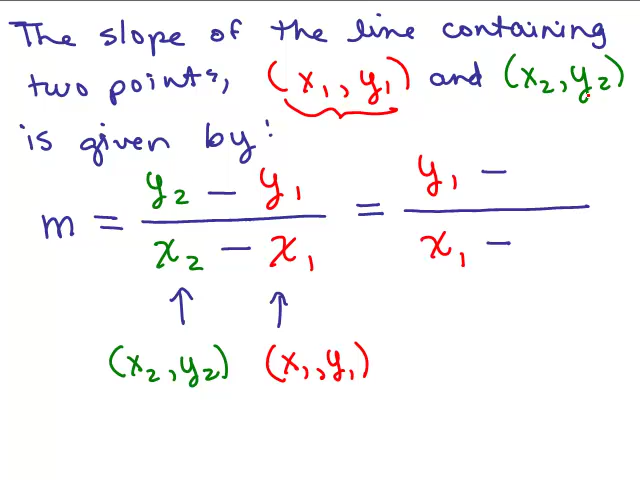 The slope of the line containing
two points, (x₁, y₁) and (x₂, y₂)
is given by:
m = y₂ - y₁ / x₂ - x₁ = y₁ - / x₁ -
↑ ↑
(x₂, y₂) (x₁, y₁)